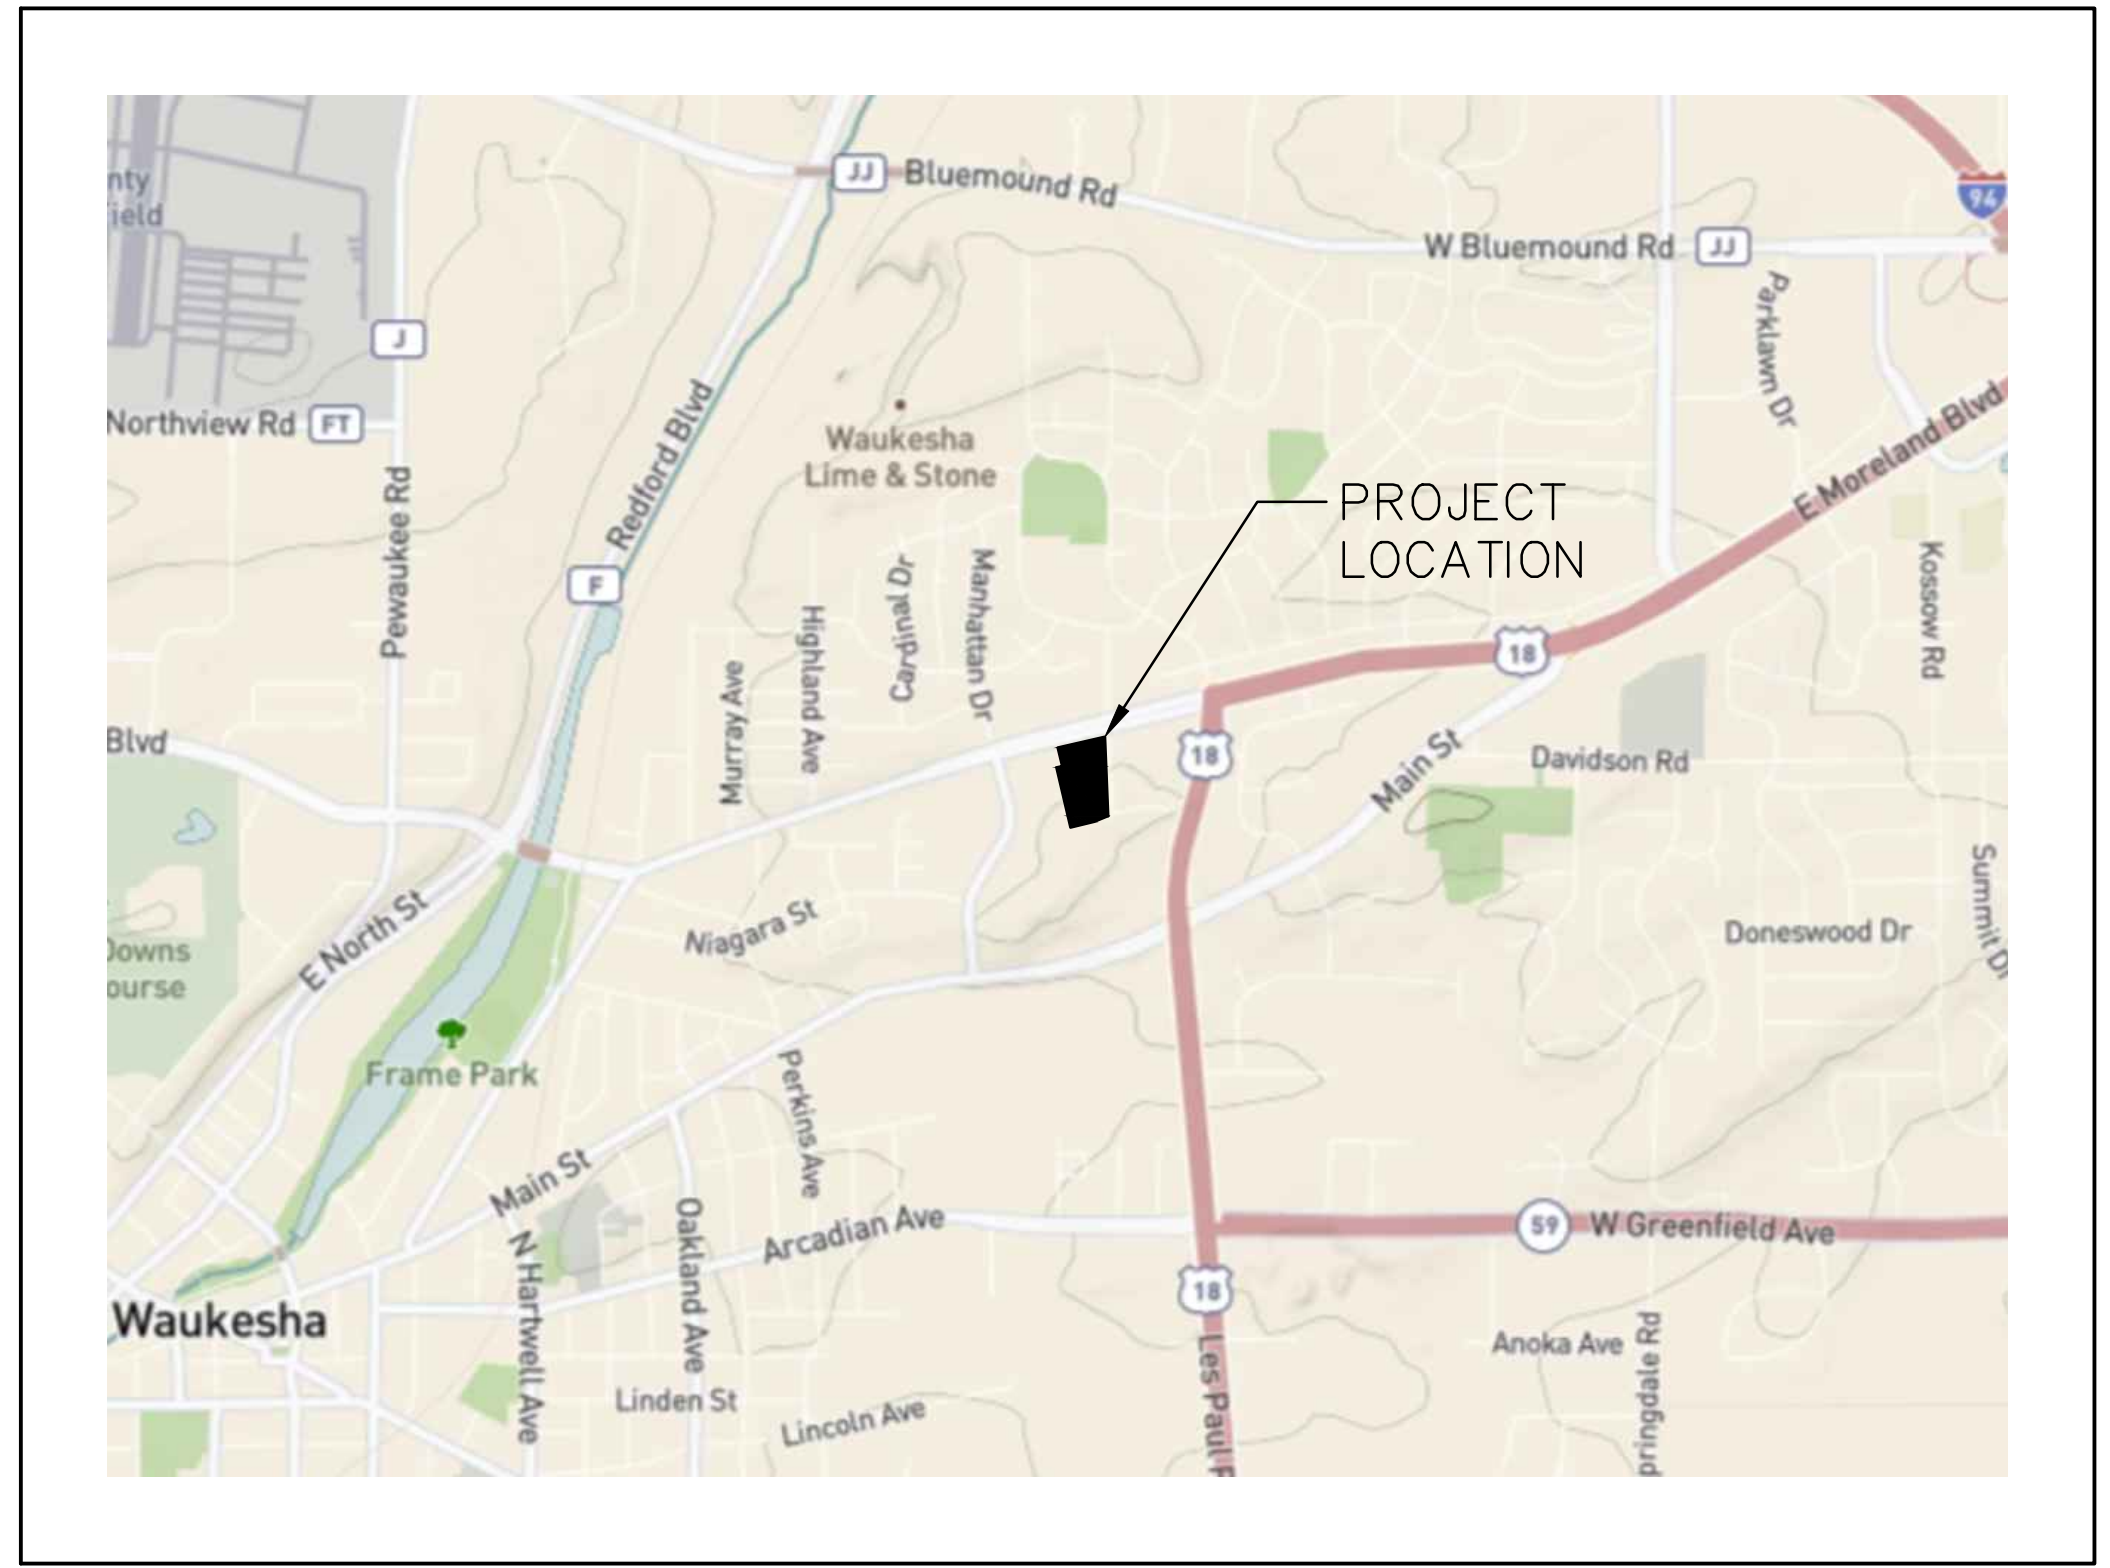 JJ
Bluemound Rd
94
nty
ield
W Bluemound Rd
JJ
Parklawn Dr
J
Northview Rd
FT
Redford Blvd
Waukesha
Lime & Stone
E Moreland Blvd
PROJECT
LOCATION
Pewaukee Rd
F
Cardinal Dr
Manhattan Dr
Kossow Rd
Highland Ave
Murray Ave
18
Blvd
18
Main St
Davidson Rd
E North St
Niagara St
Summit Dr
Doneswood Dr
Downs
ourse
Frame Park
Perkins Ave
Main St
Oakland Ave
Arcadian Ave
59
W Greenfield Ave
N Hartwell Ave
18
Waukesha
Anoka Ave
pringdale Rd
Les Paul P
Linden St
Lincoln Ave